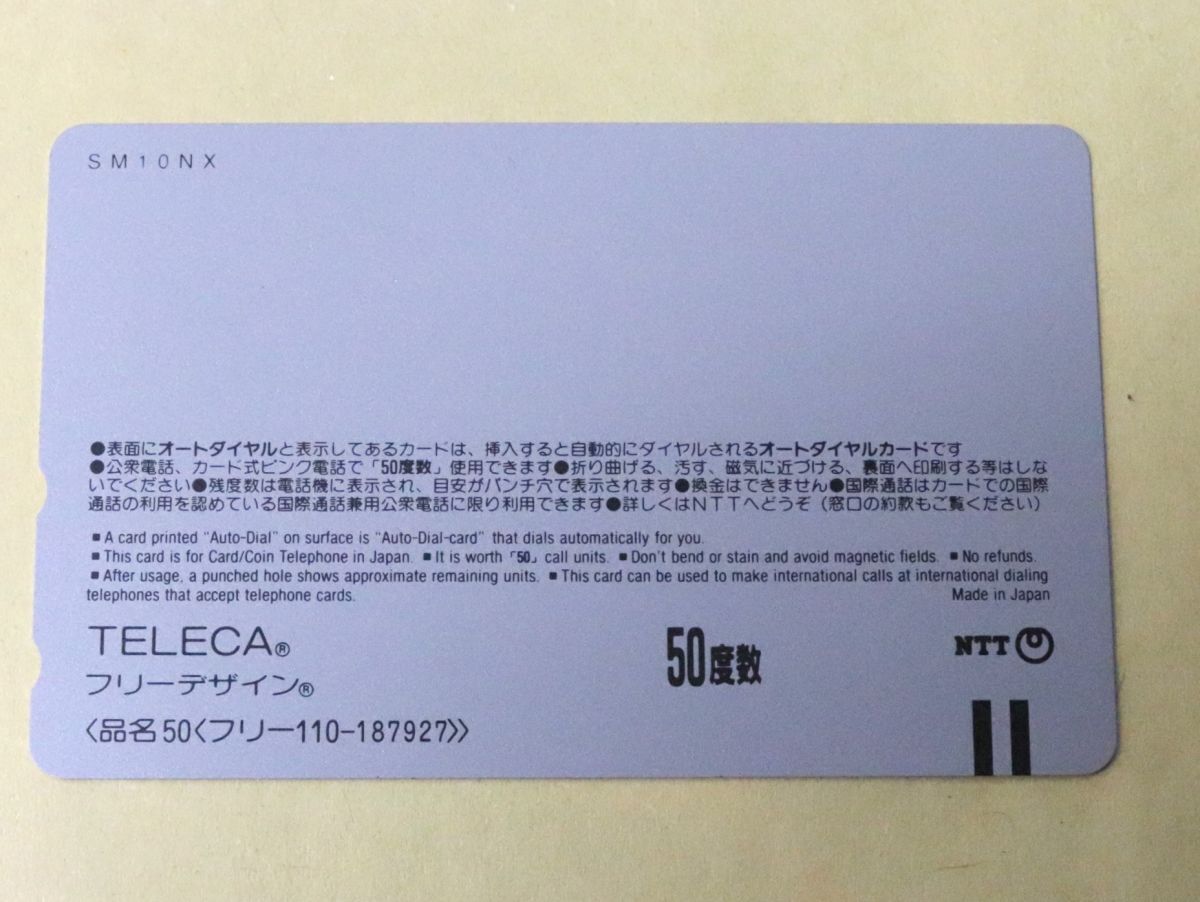 SM10NX
●表面にオートダイヤルと表示してあるカードは、挿入すると自動的にダイヤルされるオートダイヤルカードです
●公衆電話、カード式ピンク電話で「50度数」使用できます●折り曲げる、汚す、磁気に近づける、裏面へ印刷する等はしな
いでください●残度数は電話機に表示され、目安がパンチ穴で表示されます●換金はできません●国際通話はカードでの国際
通話の利用を認めている国際通話兼用公衆電話に限り利用できます●詳しくはNTTへどうぞ（窓口の約款もご覧ください）
■A card printed "Auto-Dial" on surface is "Auto-Dial-card" that dials automatically for you.
■This card is for Card/Coin Telephone in Japan. ■It is worth「50」call units. ■Don't bend or stain and avoid magnetic fields. ■No refunds.
■After usage, a punched hole shows approximate remaining units. ■This card can be used to make international calls at international dialing
telephones that accept telephone cards. Made in Japan
TELECA®
フリーデザイン®
50度数
NTT
〈品名50〈フリー110-187927〉〉